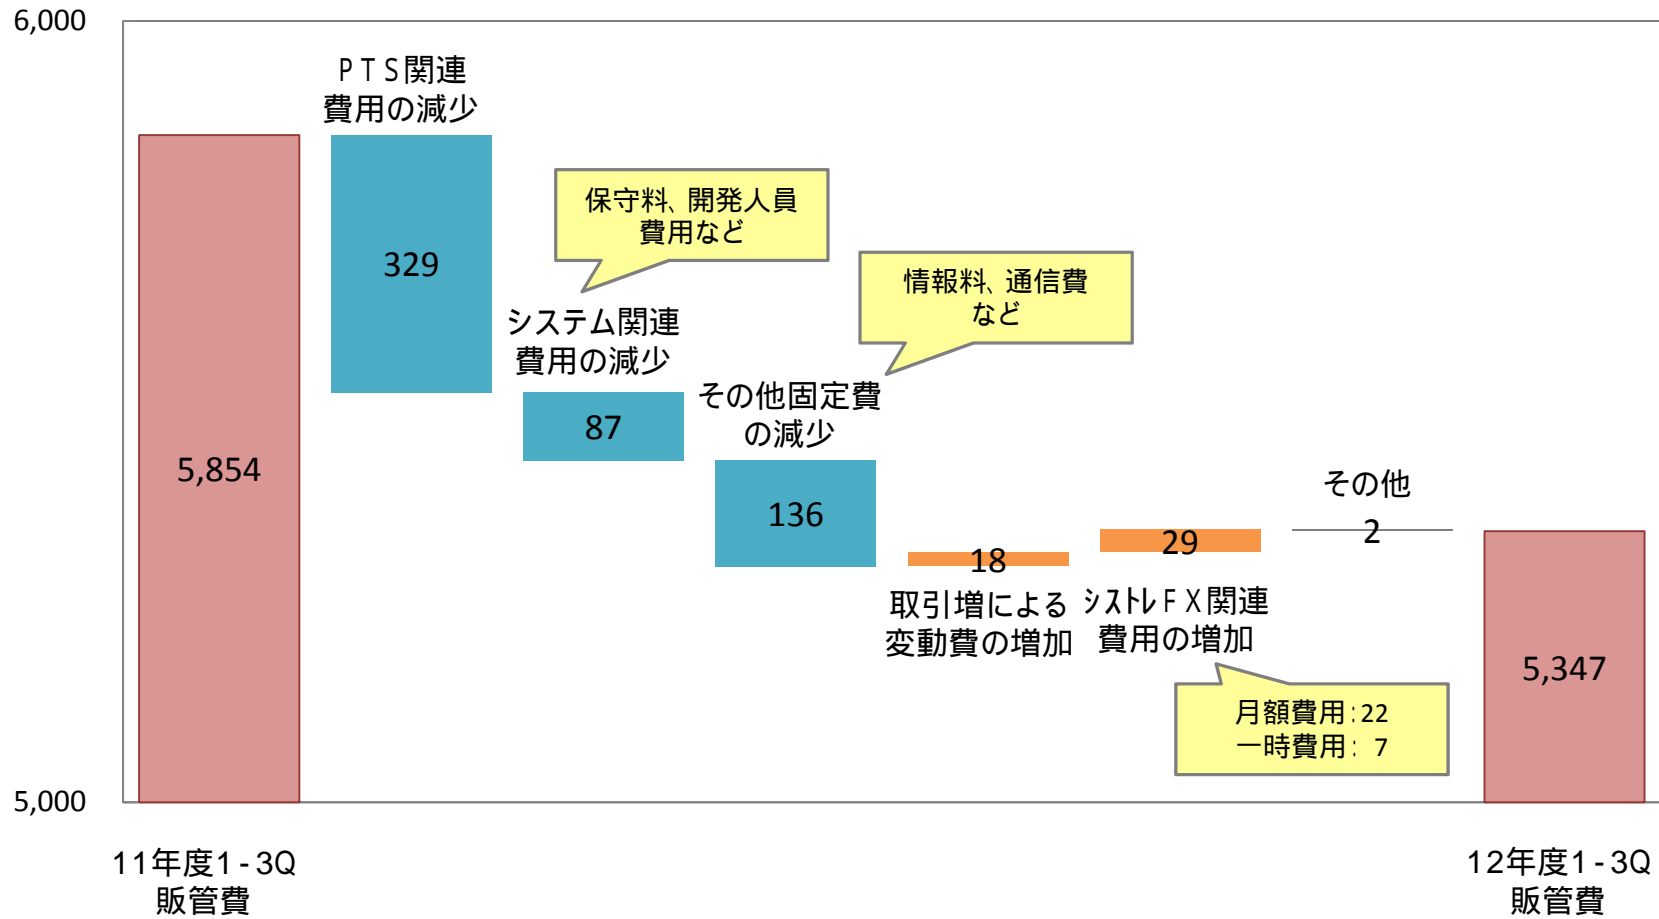 6,000
ＰＴＳ関連
費用の減少
329
保守料、開発人員
費用など
システム関連
費用の減少
87
情報料、通信費
など
その他固定費
の減少
136
5,854
18
取引増による
変動費の増加
29
ｼｽﾄﾚＦＸ関連
費用の増加
月額費用：22
一時費用： 7
その他
2
5,347
5,000
11年度1-3Q
販管費
12年度1-3Q
販管費